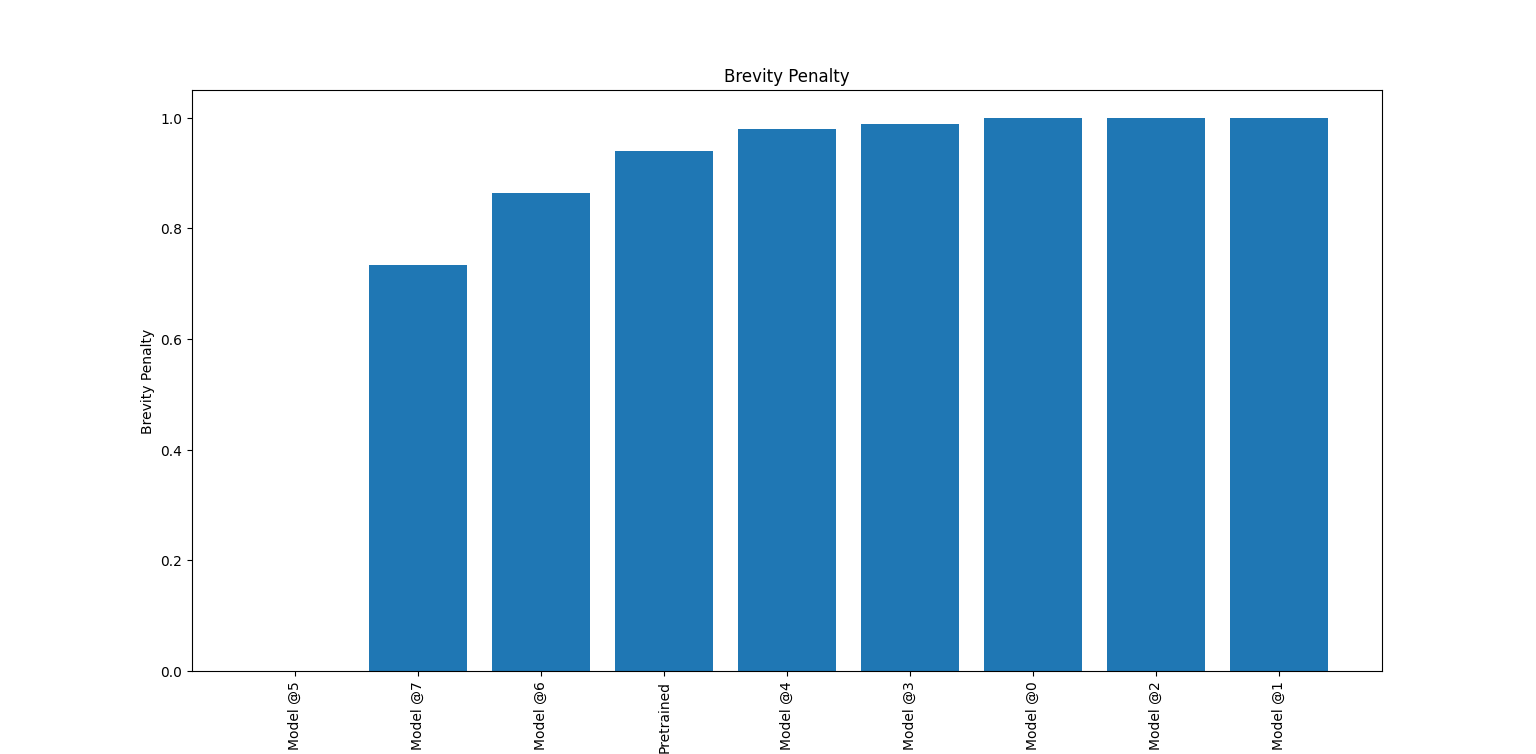 Brevity Penalty
1.0
0.8
0.6
0.4
0.2
0.0
Brevity Penalty
Model @5
Model @7
Model @6
Pretrained
Model @4
Model @3
Model @0
Model @2
Model @1